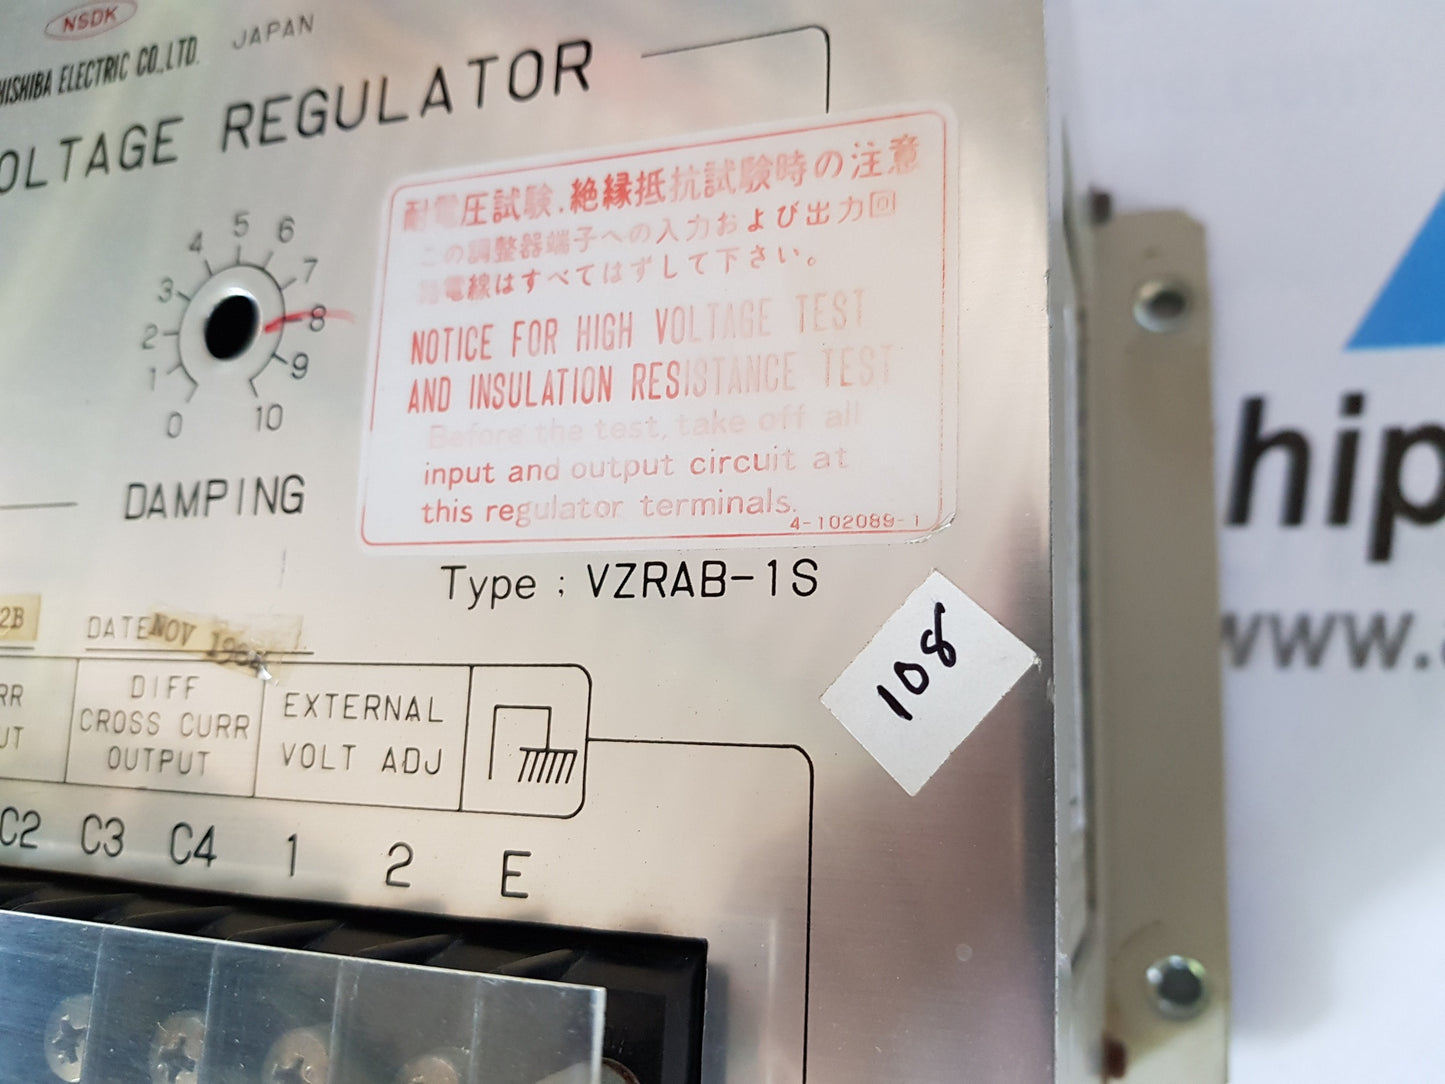 NSDK
HISHIBA ELECTRIC CO.,LTD. JAPAN
OLTAGE REGULATOR
耐電圧試験.絶縁抵抗試験時の注意
この調整器端子への入力および出力回
路電線はすべてはずして下さい。
NOTICE FOR HIGH VOLTAGE TEST
AND INSULATION RESISTANCE TEST
Before the test, take off all
input and output circuit at
this regulator terminals.
4-102089-1
0 1 2 3 4 5 6 7 8 9 10
DAMPING
Type : VZRAB-1S
108
2B
DATE NOV
RR
UT
DIFF
CROSS CURR
OUTPUT
EXTERNAL
VOLT ADJ
C2 C3 C4 1 2 E
hip
www.